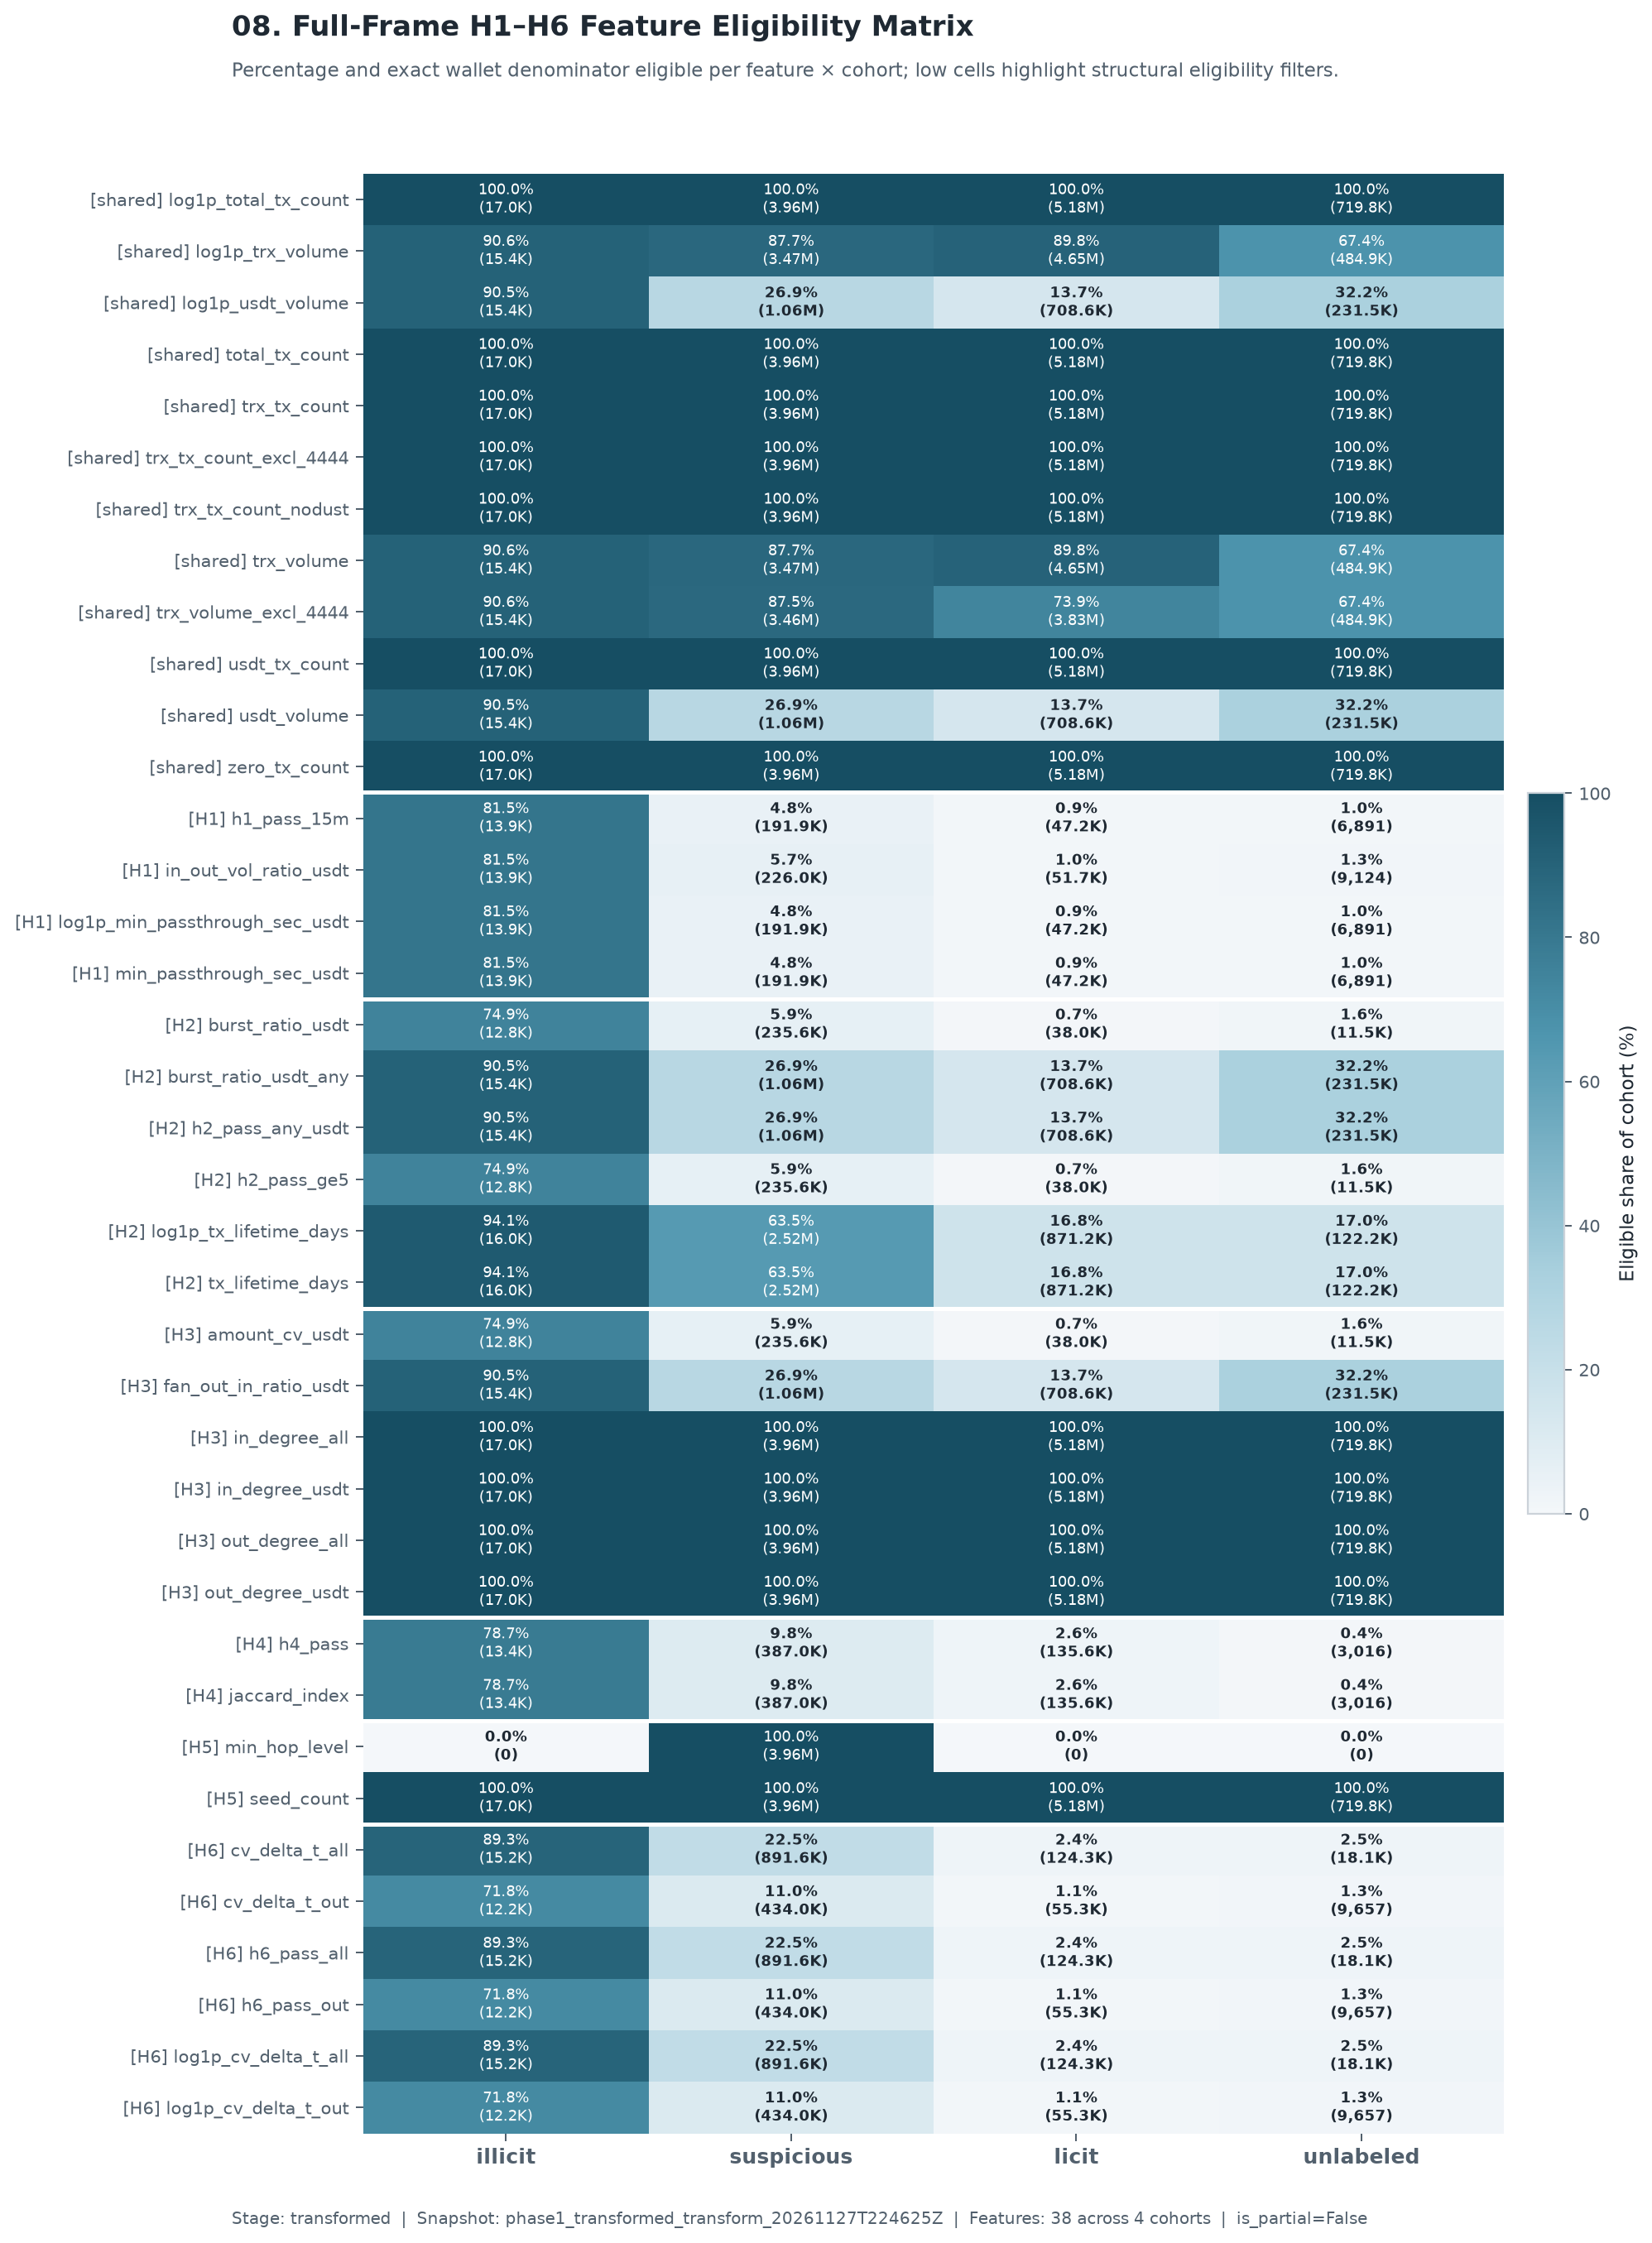 08. Full-Frame H1–H6 Feature Eligibility Matrix
Percentage and exact wallet denominator eligible per feature × cohort; low cells highlight structural eligibility filters.
[shared] log1p_total_tx_count 100.0% 100.0% 100.0% 100.0%
(17.0K) (3.96M) (5.18M) (719.8K)
[shared] log1p_trx_volume 90.6% 87.7% 89.8% 67.4%
(15.4K) (3.47M) (4.65M) (484.9K)
[shared] log1p_usdt_volume 90.5% 26.9% 13.7% 32.2%
(15.4K) (1.06M) (708.6K) (231.5K)
[shared] total_tx_count 100.0% 100.0% 100.0% 100.0%
(17.0K) (3.96M) (5.18M) (719.8K)
[shared] trx_tx_count 100.0% 100.0% 100.0% 100.0%
(17.0K) (3.96M) (5.18M) (719.8K)
[shared] trx_tx_count_excl_4444 100.0% 100.0% 100.0% 100.0%
(17.0K) (3.96M) (5.18M) (719.8K)
[shared] trx_tx_count_nodust 100.0% 100.0% 100.0% 100.0%
(17.0K) (3.96M) (5.18M) (719.8K)
[shared] trx_volume 90.6% 87.7% 89.8% 67.4%
(15.4K) (3.47M) (4.65M) (484.9K)
[shared] trx_volume_excl_4444 90.6% 87.5% 73.9% 67.4%
(15.4K) (3.46M) (3.83M) (484.9K)
[shared] usdt_tx_count 100.0% 100.0% 100.0% 100.0%
(17.0K) (3.96M) (5.18M) (719.8K)
[shared] usdt_volume 90.5% 26.9% 13.7% 32.2%
(15.4K) (1.06M) (708.6K) (231.5K)
[shared] zero_tx_count 100.0% 100.0% 100.0% 100.0%
(17.0K) (3.96M) (5.18M) (719.8K)
[H1] h1_pass_15m 81.5% 4.8% 0.9% 1.0%
(13.9K) (191.9K) (47.2K) (6,891)
[H1] in_out_vol_ratio_usdt 81.5% 5.7% 1.0% 1.3%
(13.9K) (226.0K) (51.7K) (9,124)
[H1] log1p_min_passthrough_sec_usdt 81.5% 4.8% 0.9% 1.0%
(13.9K) (191.9K) (47.2K) (6,891)
[H1] min_passthrough_sec_usdt 81.5% 4.8% 0.9% 1.0%
(13.9K) (191.9K) (47.2K) (6,891)
[H2] burst_ratio_usdt 74.9% 5.9% 0.7% 1.6%
(12.8K) (235.6K) (38.0K) (11.5K)
[H2] burst_ratio_usdt_any 90.5% 26.9% 13.7% 32.2%
(15.4K) (1.06M) (708.6K) (231.5K)
[H2] h2_pass_any_usdt 90.5% 26.9% 13.7% 32.2%
(15.4K) (1.06M) (708.6K) (231.5K)
[H2] h2_pass_ge5 74.9% 5.9% 0.7% 1.6%
(12.8K) (235.6K) (38.0K) (11.5K)
[H2] log1p_tx_lifetime_days 94.1% 63.5% 16.8% 17.0%
(16.0K) (2.52M) (871.2K) (122.2K)
[H2] tx_lifetime_days 94.1% 63.5% 16.8% 17.0%
(16.0K) (2.52M) (871.2K) (122.2K)
[H3] amount_cv_usdt 74.9% 5.9% 0.7% 1.6%
(12.8K) (235.6K) (38.0K) (11.5K)
[H3] fan_out_in_ratio_usdt 90.5% 26.9% 13.7% 32.2%
(15.4K) (1.06M) (708.6K) (231.5K)
[H3] in_degree_all 100.0% 100.0% 100.0% 100.0%
(17.0K) (3.96M) (5.18M) (719.8K)
[H3] in_degree_usdt 100.0% 100.0% 100.0% 100.0%
(17.0K) (3.96M) (5.18M) (719.8K)
[H3] out_degree_all 100.0% 100.0% 100.0% 100.0%
(17.0K) (3.96M) (5.18M) (719.8K)
[H3] out_degree_usdt 100.0% 100.0% 100.0% 100.0%
(17.0K) (3.96M) (5.18M) (719.8K)
[H4] h4_pass 78.7% 9.8% 2.6% 0.4%
(13.4K) (387.0K) (135.6K) (3,016)
[H4] jaccard_index 78.7% 9.8% 2.6% 0.4%
(13.4K) (387.0K) (135.6K) (3,016)
[H5] min_hop_level 0.0% 100.0% 0.0% 0.0%
(0) (3.96M) (0) (0)
[H5] seed_count 100.0% 100.0% 100.0% 100.0%
(17.0K) (3.96M) (5.18M) (719.8K)
[H6] cv_delta_t_all 89.3% 22.5% 2.4% 2.5%
(15.2K) (891.6K) (124.3K) (18.1K)
[H6] cv_delta_t_out 71.8% 11.0% 1.1% 1.3%
(12.2K) (434.0K) (55.3K) (9,657)
[H6] h6_pass_all 89.3% 22.5% 2.4% 2.5%
(15.2K) (891.6K) (124.3K) (18.1K)
[H6] h6_pass_out 71.8% 11.0% 1.1% 1.3%
(12.2K) (434.0K) (55.3K) (9,657)
[H6] log1p_cv_delta_t_all 89.3% 22.5% 2.4% 2.5%
(15.2K) (891.6K) (124.3K) (18.1K)
[H6] log1p_cv_delta_t_out 71.8% 11.0% 1.1% 1.3%
(12.2K) (434.0K) (55.3K) (9,657)
illicit suspicious licit unlabeled
100
80
60
40
20
0
Eligible share of cohort (%)
Stage: transformed | Snapshot: phase1_transformed_transform_20261127T224625Z | Features: 38 across 4 cohorts | is_partial=False